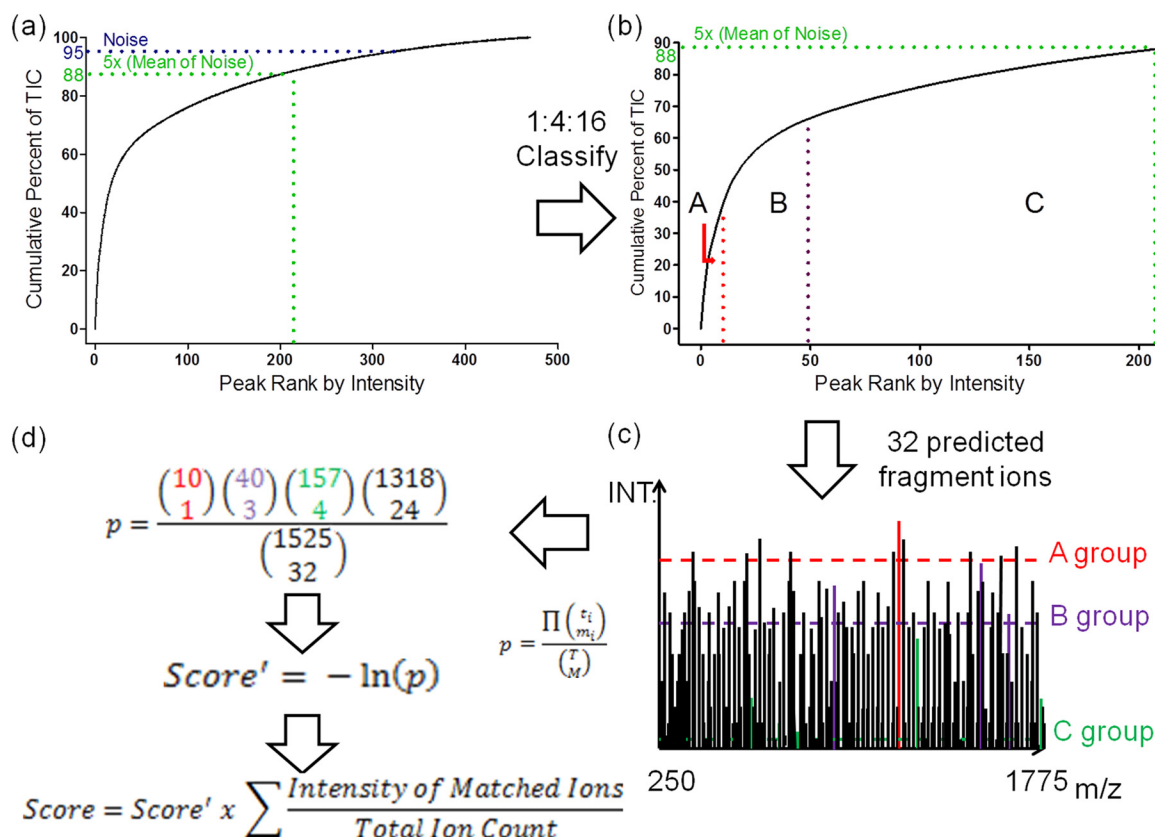 (a)
100
Noise
95
5x (Mean of Noise)
88
80
60
40
20
0
Cumulative Percent of TIC
0 100 200 300 400 500
Peak Rank by Intensity
1:4:16
Classify
(b)
90
5x (Mean of Noise)
88
80
70
60
50
40
30
20
10
0
Cumulative Percent of TIC
A B C
0 50 100 150 200
Peak Rank by Intensity
32 predicted
fragment ions
(c)
INT.
A group
B group
C group
250 1775 m/z
(d)
p = (10 1) (40 3) (157 4) (1318 24) / (1525 32)
p = Π (t_i m_i) / (T M)
Score' = − ln(p)
Score = Score' x ∑ Intensity of Matched Ions / Total Ion Count